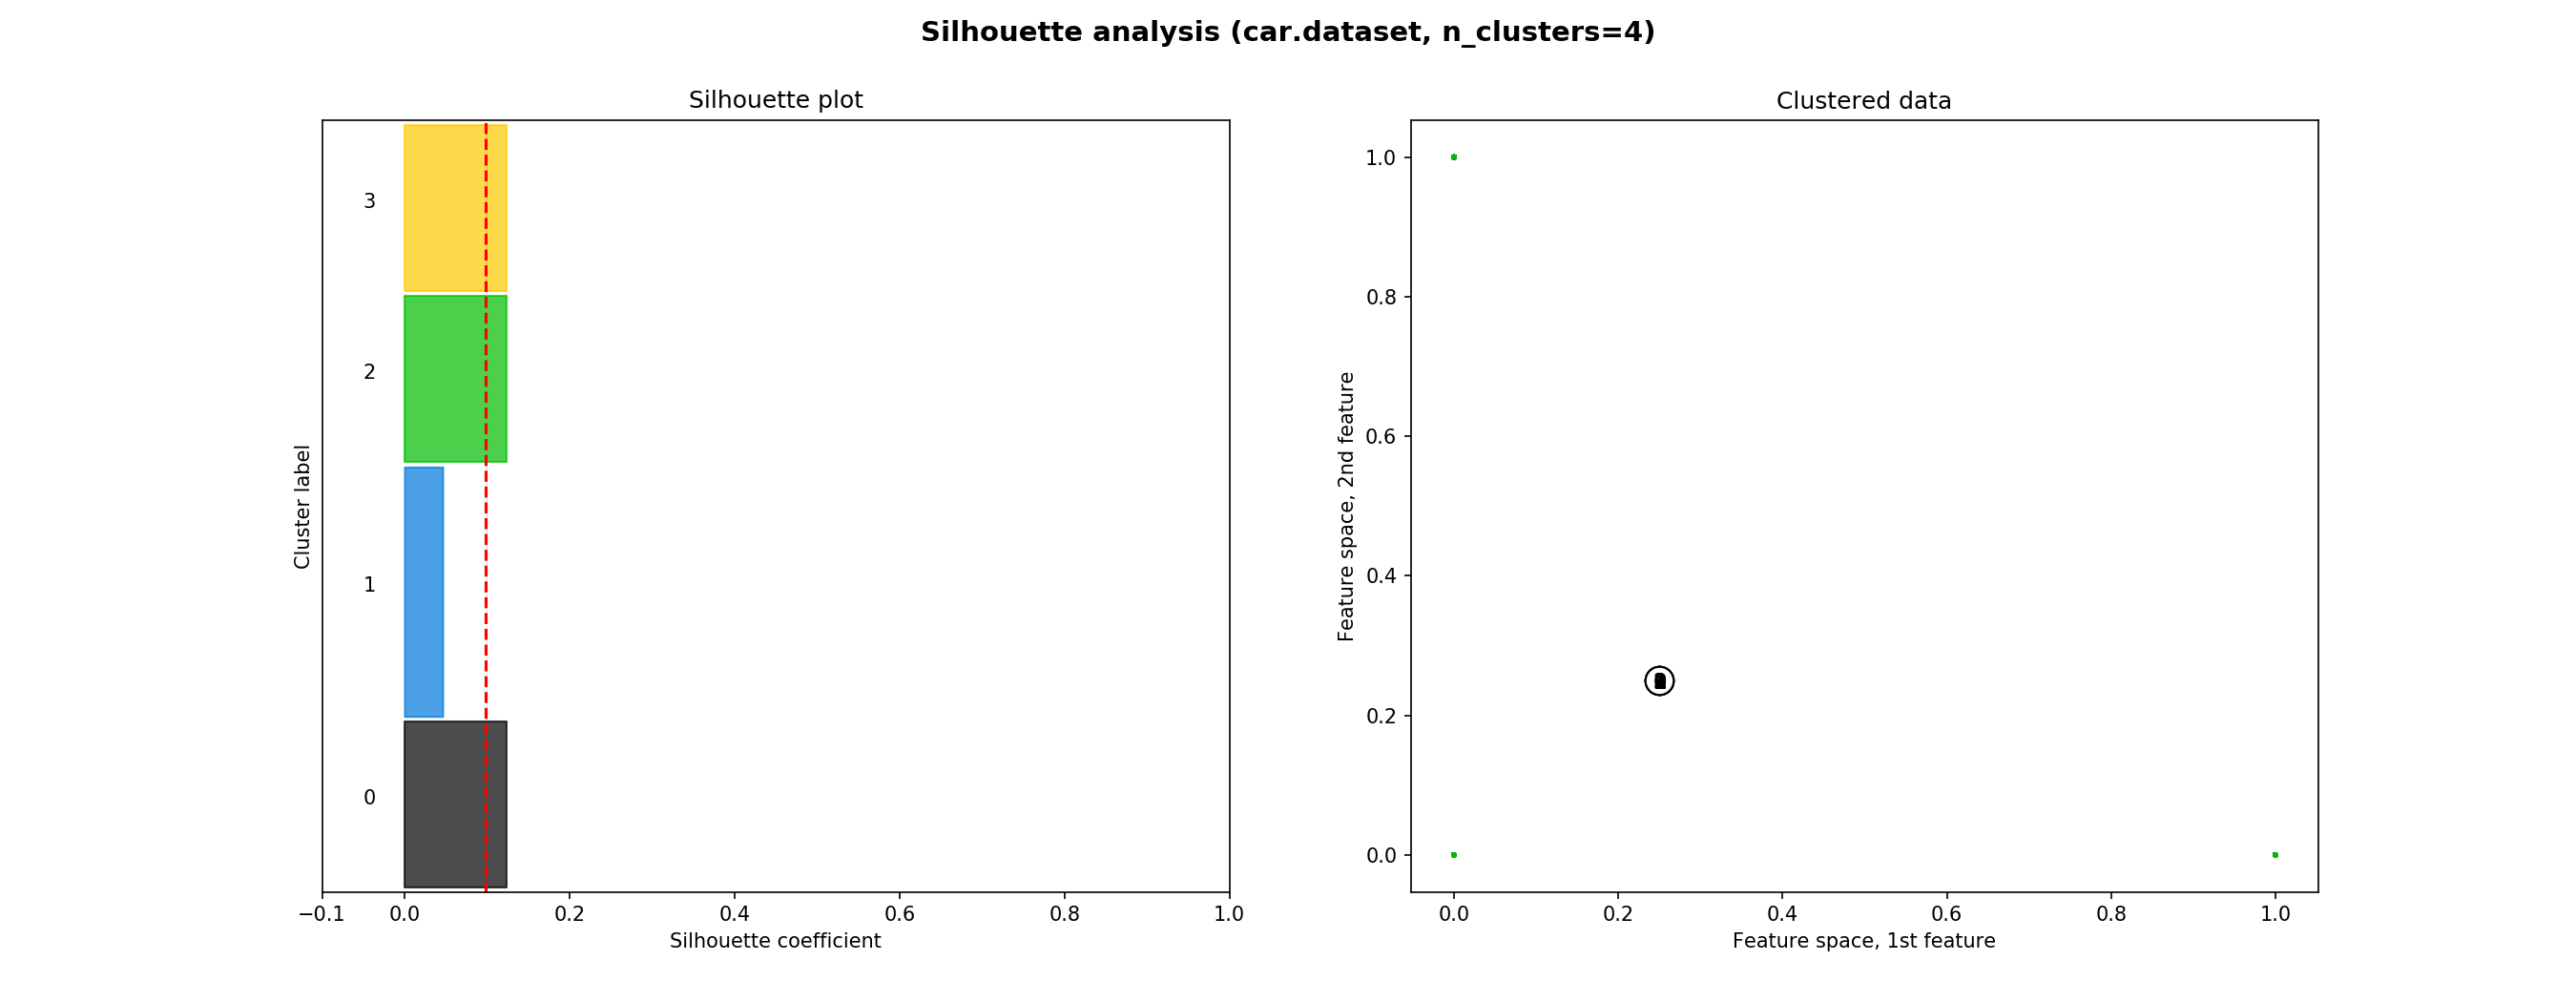 Silhouette analysis (car.dataset, n_clusters=4)
Silhouette plot
3
2
1
0
Cluster label
−0.1 0.0 0.2 0.4 0.6 0.8 1.0
Silhouette coefficient
Clustered data
1.0
0.8
0.6
0.4
0.2
0.0
Feature space, 2nd feature
0.0 0.2 0.4 0.6 0.8 1.0
Feature space, 1st feature